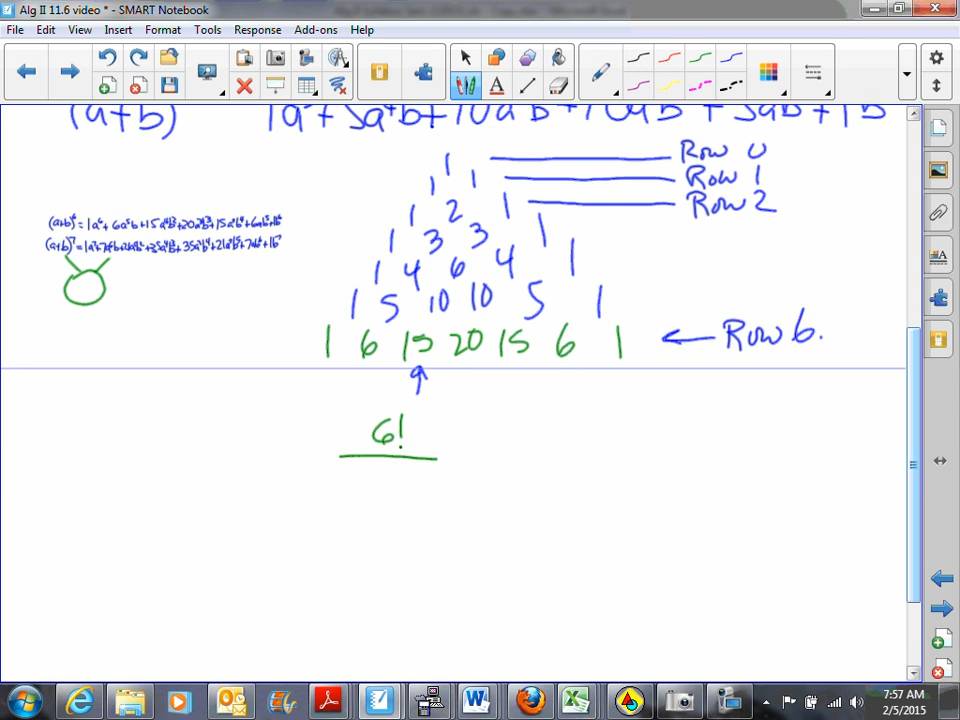 Alg II 11.6 video * - SMART Notebook
File Edit View Insert Format Tools Response Add-ons Help
(a+b)
Row 0
1
Row 1
1 1
Row 2
1 2 1
1 3 3 1
1 4 6 4 1
1 5 10 10 5 1
1 6 15 20 15 6 1 ← Row 6.
6!
7:57 AM
2/5/2015